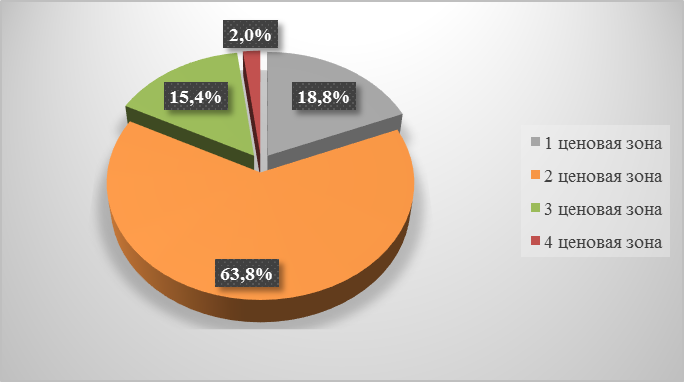 2,0%
18,8%
15,4%
63,8%
1 ценовая зона
2 ценовая зона
3 ценовая зона
4 ценовая зона